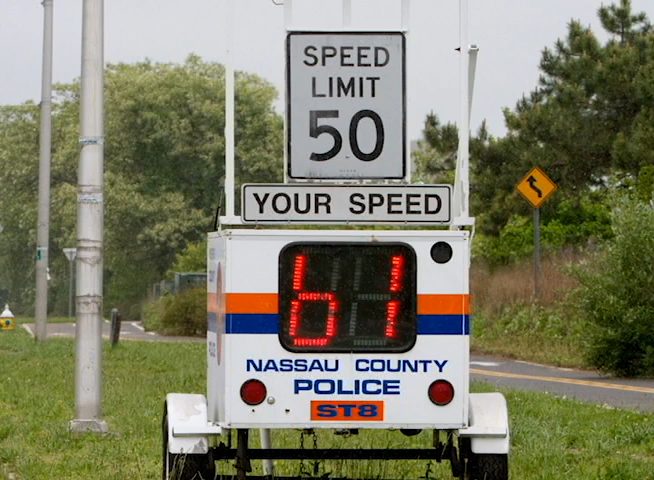 SPEED
LIMIT
50
YOUR SPEED
61
NASSAU COUNTY
POLICE
ST8